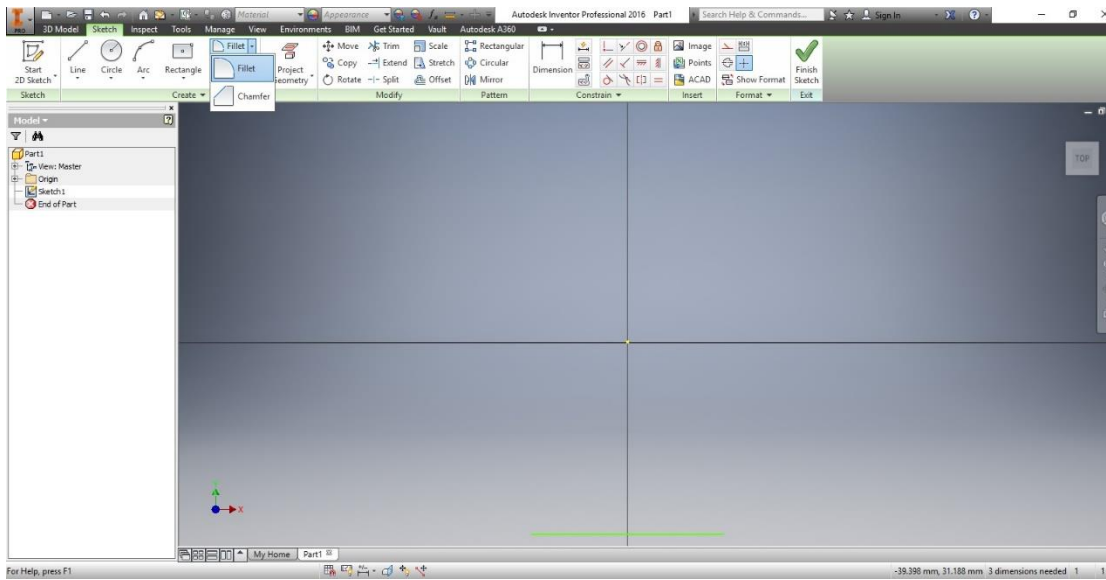 PRO
Material
Appearance
Autodesk Inventor Professional 2016 Part1
Search Help & Commands...
Sign In
3D Model Sketch Inspect Tools Manage View Environments BIM Get Started Vault Autodesk A360
Start
2D Sketch
Line
Circle
Arc
Rectangle
Fillet
Fillet
Chamfer
Project
Geometry
Move Trim Scale
Copy Extend Stretch
Rotate Split Offset
Rectangular
Circular
Mirror
Dimension
Image
Points
ACAD
Show Format
Finish
Sketch
Sketch Create Modify Pattern Constrain Insert Format Exit
Model
Part1
View: Master
Origin
Sketch1
End of Part
TOP
Y
X
My Home Part1
For Help, press F1
-39.398 mm, 31.188 mm 3 dimensions needed 1 1